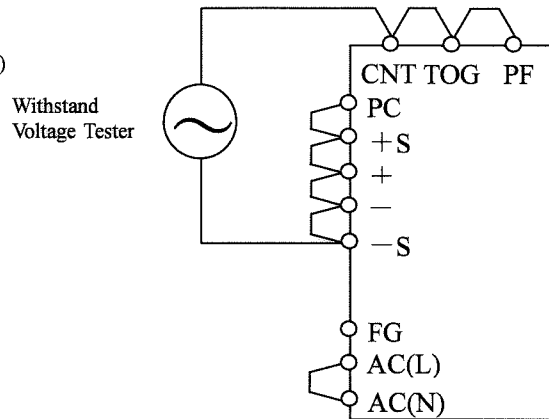 )
CNT TOG PF
Withstand
Voltage Tester
PC
+S
+
−
−S
FG
AC(L)
AC(N)